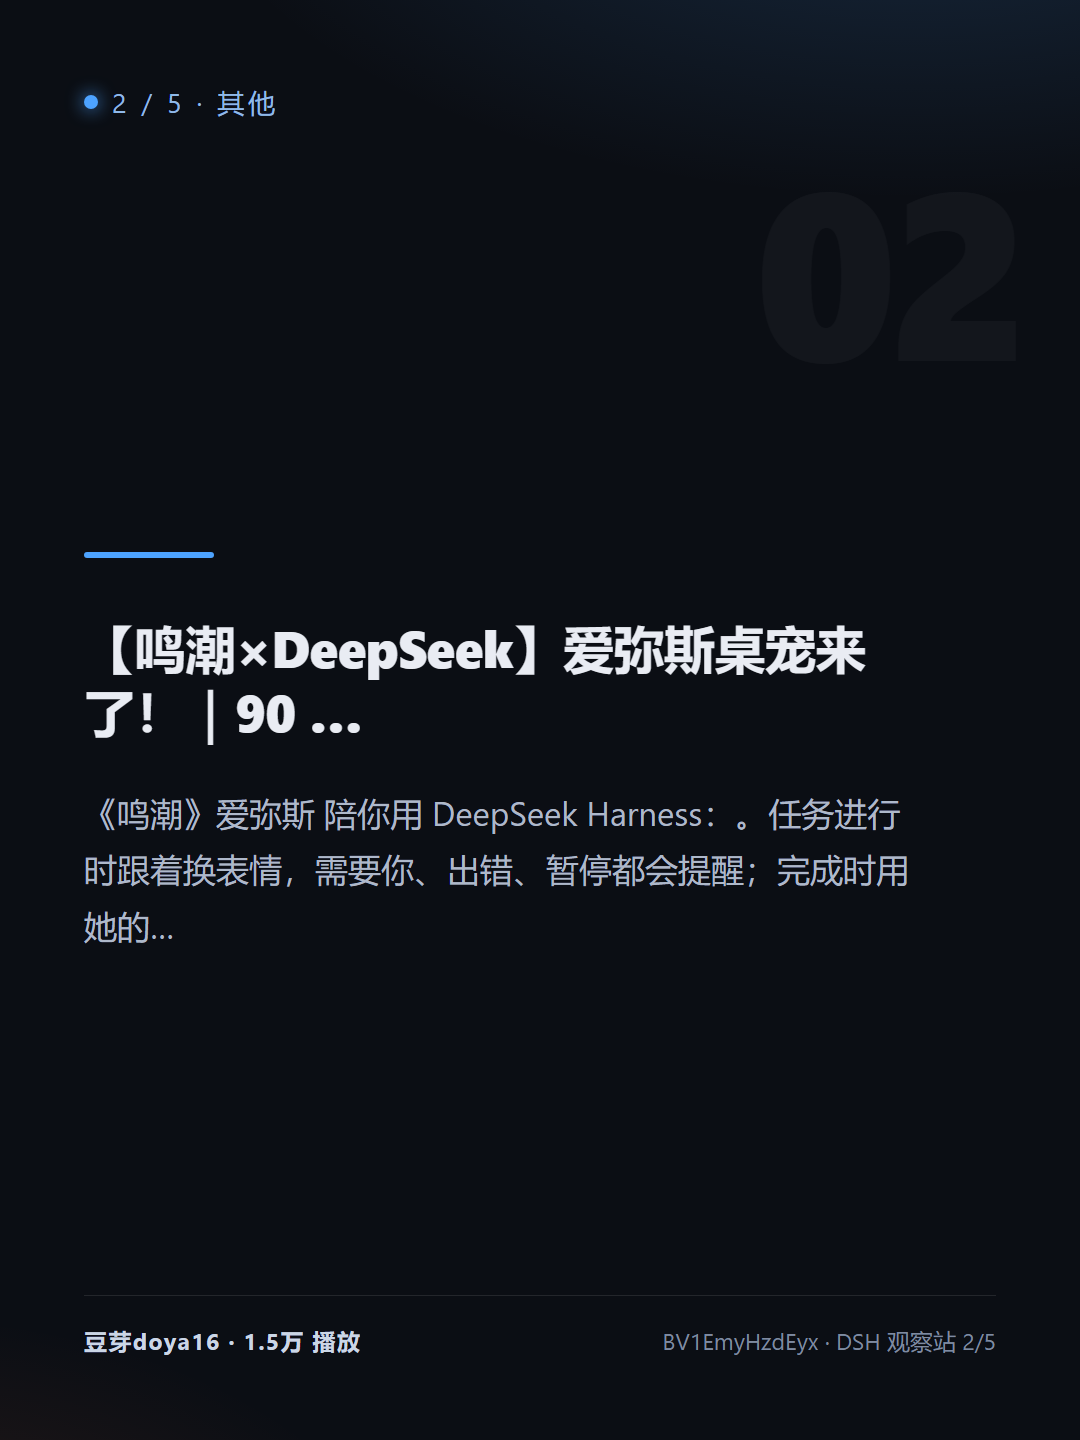 2 / 5 · 其他
02
【鸣潮×DeepSeek】爱弥斯桌宠来
了！｜90 ...
《鸣潮》爱弥斯 陪你用 DeepSeek Harness：。任务进行
时跟着换表情，需要你、出错、暂停都会提醒；完成时用
她的...
豆芽doya16 · 1.5万 播放
BV1EmyHzdEyx · DSH 观察站 2/5